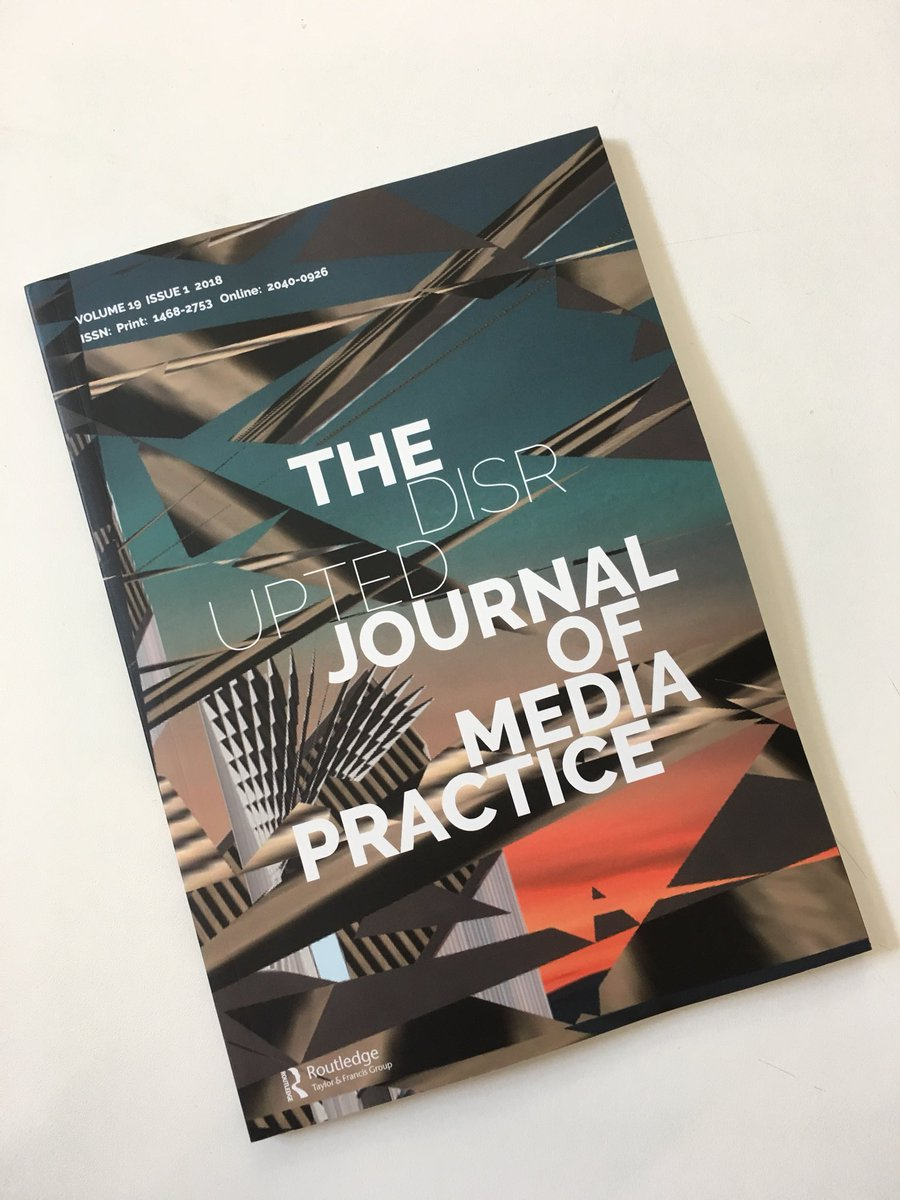 VOLUME 19 ISSUE 1 2018
ISSN: Print: 1468-2753 Online: 2040-0926
THE
DISR
UPTED
JOURNAL
OF
MEDIA
PRACTICE
ROUTLEDGE
Routledge
Taylor & Francis Group